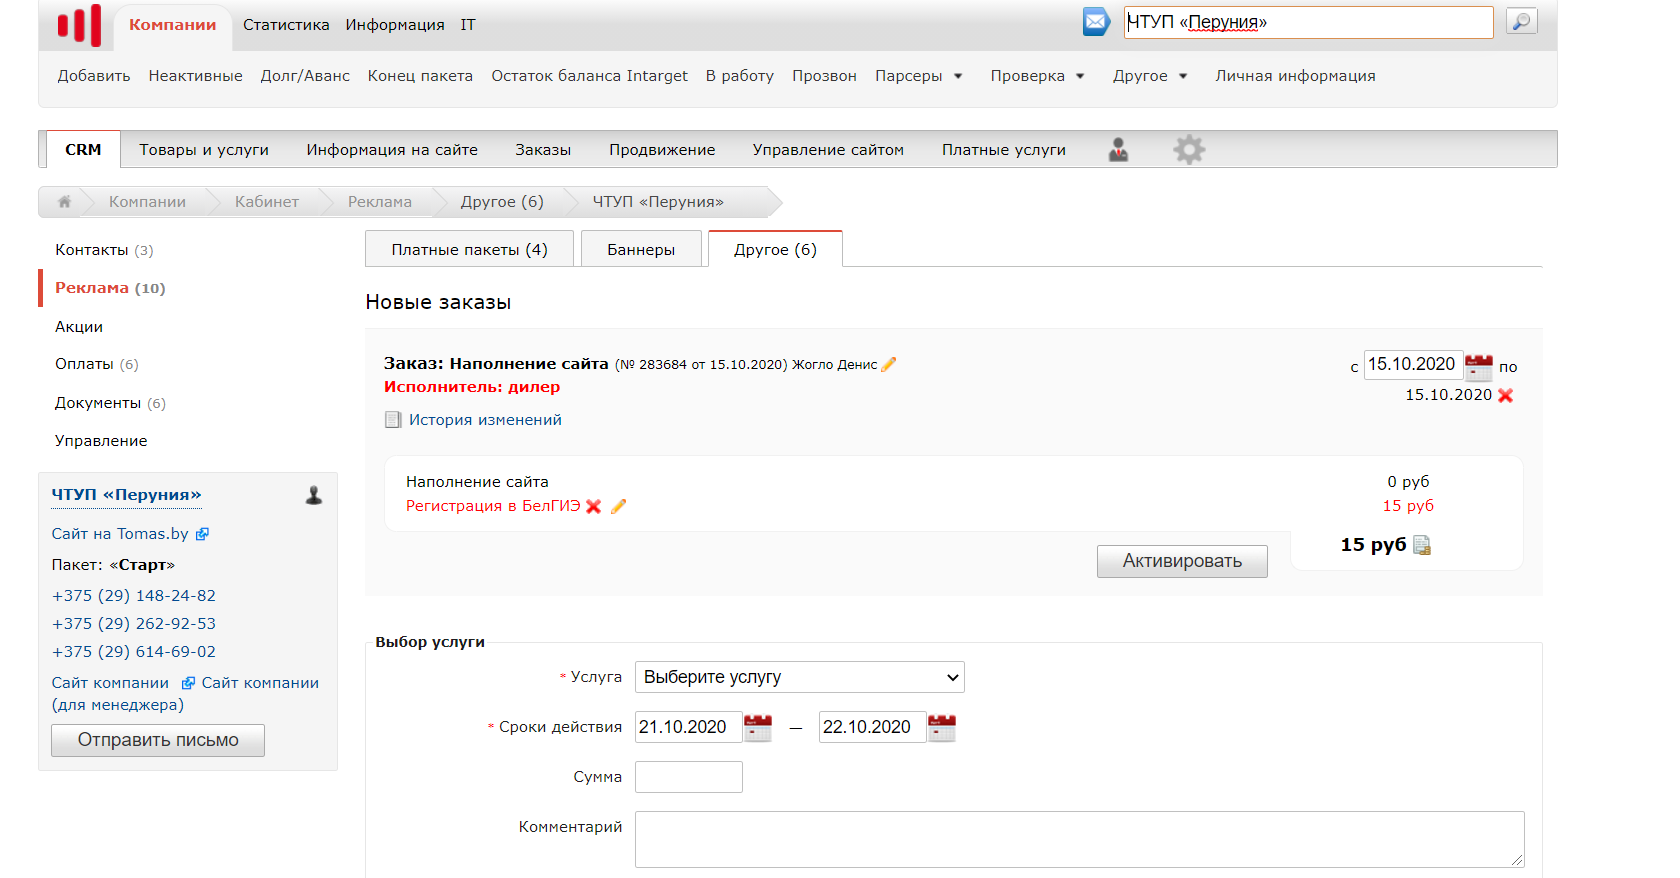 Компании Статистика Информация IT ЧТУП «Перуния»
Добавить Неактивные Долг/Аванс Конец пакета Остаток баланса Intarget В работу Прозвон Парсеры Проверка Другое Личная информация
CRM Товары и услуги Информация на сайте Заказы Продвижение Управление сайтом Платные услуги
Компании Кабинет Реклама Другое (6) ЧТУП «Перуния»
Контакты (3)
Реклама (10)
Акции
Оплаты (6)
Документы (6)
Управление
ЧТУП «Перуния»
Сайт на Tomas.by
Пакет: «Старт»
+375 (29) 148-24-82
+375 (29) 262-92-53
+375 (29) 614-69-02
Сайт компании Сайт компании
(для менеджера)
Отправить письмо
Платные пакеты (4) Баннеры Другое (6)
Новые заказы
Заказ: Наполнение сайта (№ 283684 от 15.10.2020) Жогло Денис
Исполнитель: дилер
История изменений
с 15.10.2020 по
15.10.2020
Наполнение сайта 0 руб
Регистрация в БелГИЭ 15 руб
15 руб
Активировать
Выбор услуги
* Услуга Выберите услугу
* Сроки действия 21.10.2020 — 22.10.2020
Сумма
Комментарий